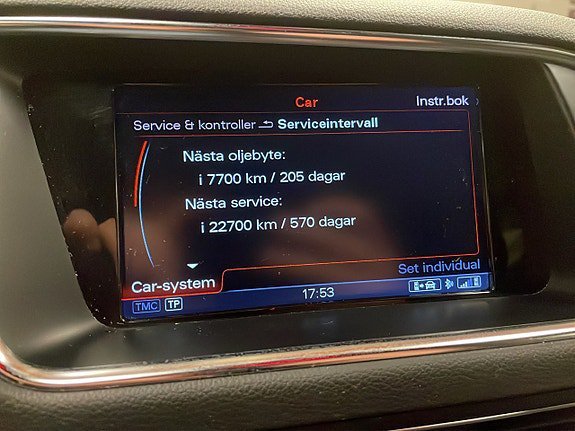 Car
Instr.bok
Service & kontroller Serviceintervall
Nästa oljebyte:
i 7700 km / 205 dagar
Nästa service:
i 22700 km / 570 dagar
Set individual
Car-system
TMC TP
17:53